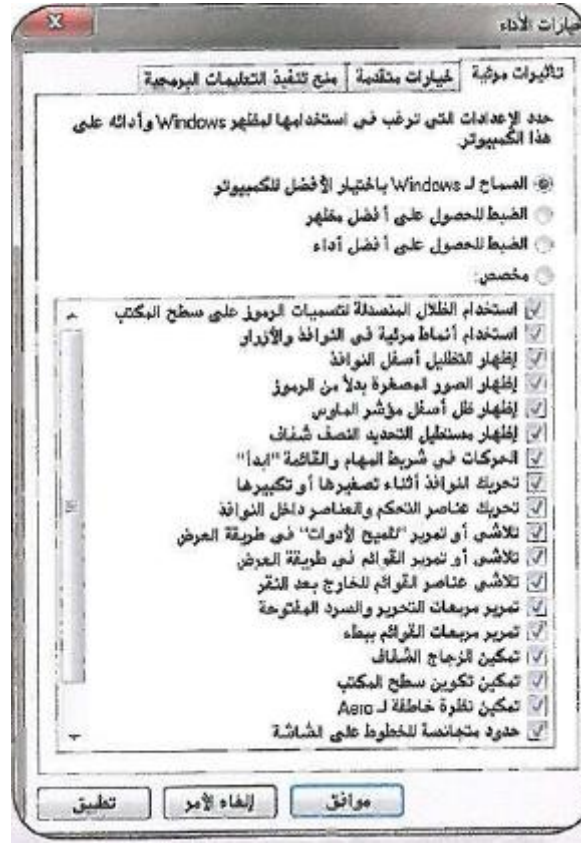 خيارات الأداء
تأثيرات مرئية
خيارات متقدمة
منع تنفيذ التعليمات البرمجية
حدد الإعدادات التي ترغب في استخدامها لمظهر Windows وأدائه على
هذا الكمبيوتر.
السماح لـ Windows باختيار الأفضل للكمبيوتر
الضبط للحصول على أفضل مظهر
الضبط للحصول على أفضل أداء
مخصص:
استخدام الظلال المنسدلة لتسميات الرموز على سطح المكتب
استخدام أنماط مرئية في النوافذ والأزرار
إظهار التظليل أسفل النوافذ
إظهار الصور المصغرة بدلاً من الرموز
إظهار ظل أسفل مؤشر الماوس
إظهار مستطيل التحديد النصف شفاف
الحركات في شريط المهام والقائمة "ابدأ"
تحريك النوافذ أثناء تصغيرها أو تكبيرها
تحريك عناصر التحكم والعناصر داخل النوافذ
تلاشي أو تمرير "تلميح الأدوات" في طريقة العرض
تلاشي أو تمرير القوائم في طريقة العرض
تلاشي عناصر القوائم للخارج بعد النقر
تمرير مربعات التحرير والسرد المفتوحة
تمرير مربعات القوائم ببطء
تمكين الزجاج الشفاف
تمكين تكوين سطح المكتب
تمكين نظرة خاطفة لـ Aero
حدود متجانسة للخطوط على الشاشة
موافق
إلغاء الأمر
تطبيق